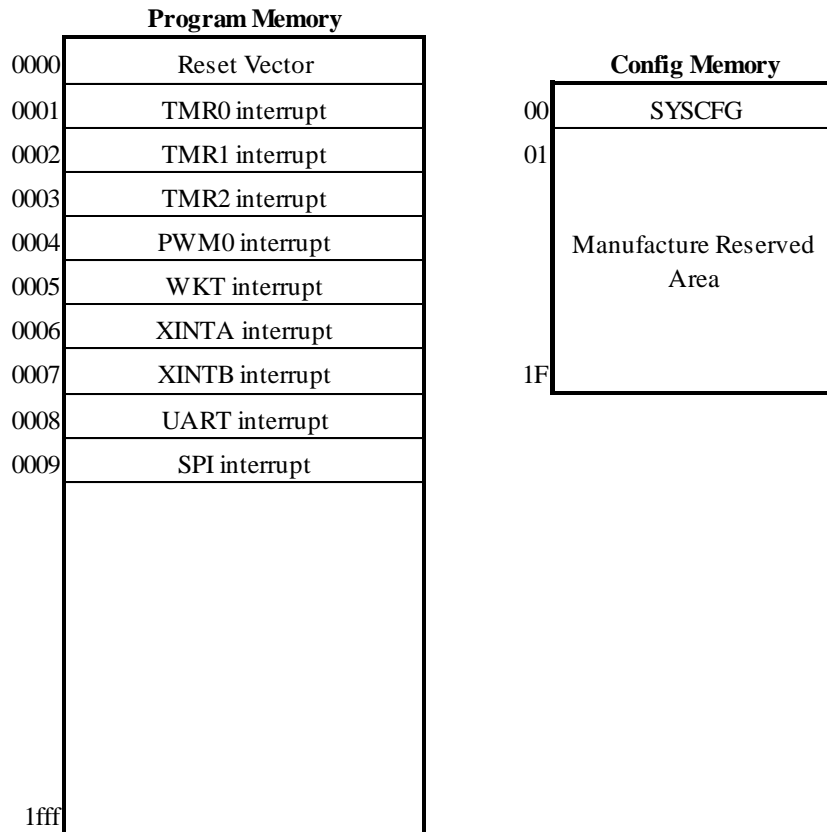 Program Memory
0000 Reset Vector
0001 TMR0 interrupt
0002 TMR1 interrupt
0003 TMR2 interrupt
0004 PWM0 interrupt
0005 WKT interrupt
0006 XINTA interrupt
0007 XINTB interrupt
0008 UART interrupt
0009 SPI interrupt
1fff
Config Memory
00 SYSCFG
01
Manufacture Reserved
Area
1F